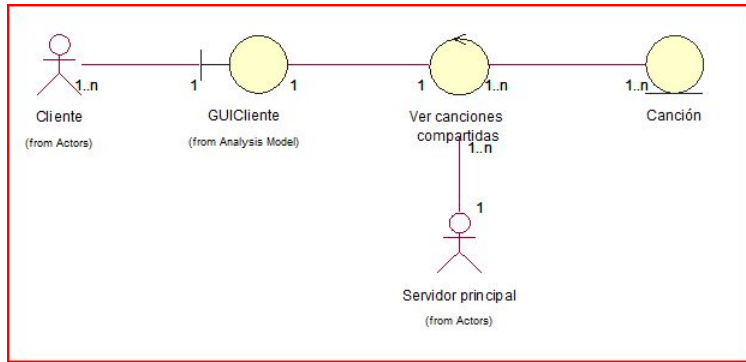 1..n
1
1
1
1..n
1..n
Cliente
(from Actors)
GUICliente
(from Analysis Model)
Ver canciones
compartidas
Canción
1..n
1
Servidor principal
(from Actors)